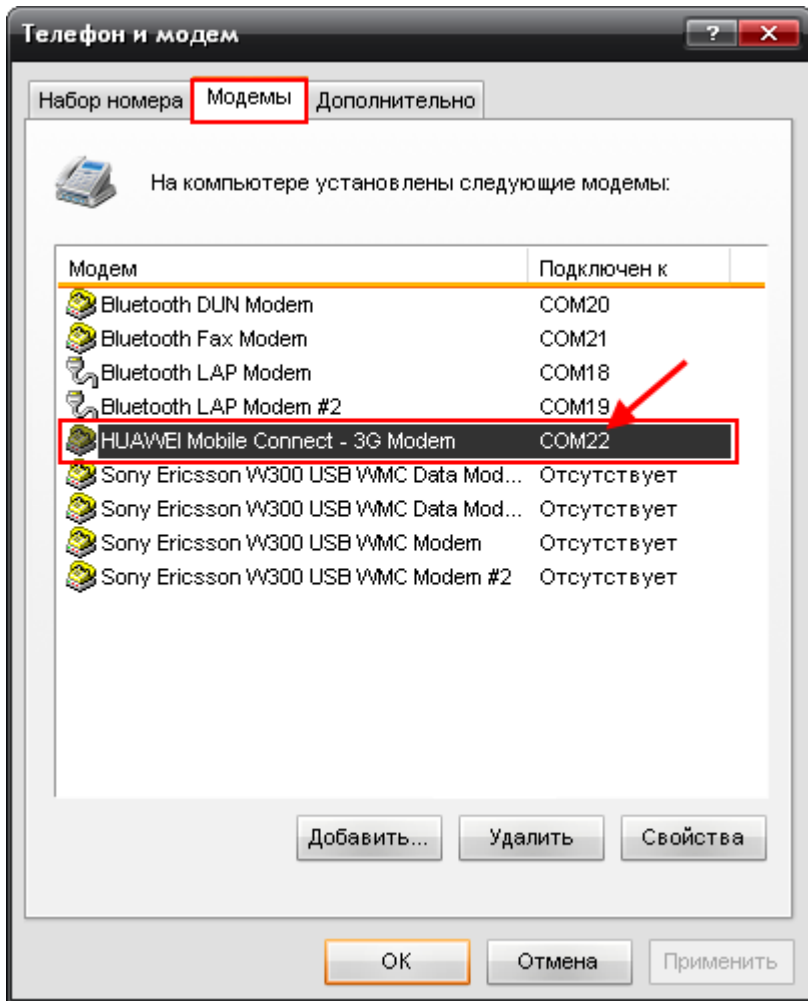 Телефон и модем
?
Набор номера Модемы Дополнительно
На компьютере установлены следующие модемы:
Модем Подключен к
Bluetooth DUN Modem COM20
Bluetooth Fax Modem COM21
Bluetooth LAP Modem COM18
Bluetooth LAP Modem #2 COM19
HUAWEI Mobile Connect - 3G Modem COM22
Sony Ericsson W300 USB WMC Data Mod... Отсутствует
Sony Ericsson W300 USB WMC Data Mod... Отсутствует
Sony Ericsson W300 USB WMC Modem Отсутствует
Sony Ericsson W300 USB WMC Modem #2 Отсутствует
Добавить... Удалить Свойства
ОК Отмена Применить